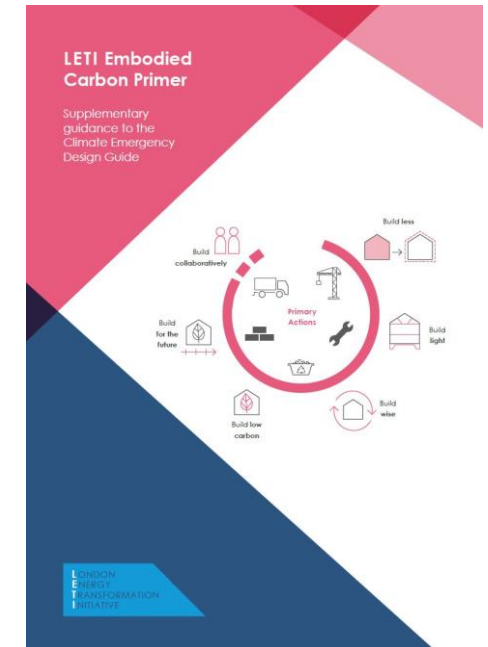 LETI Embodied
Carbon Primer
Supplementary
guidance to the
Climate Emergency
Design Guide
Build less
Build
collaboratively
Primary
Actions
Build
for the
future
Build
light
Build
wise
Build low
carbon
LONDON
ENERGY
TRANSFORMATION
INITIATIVE